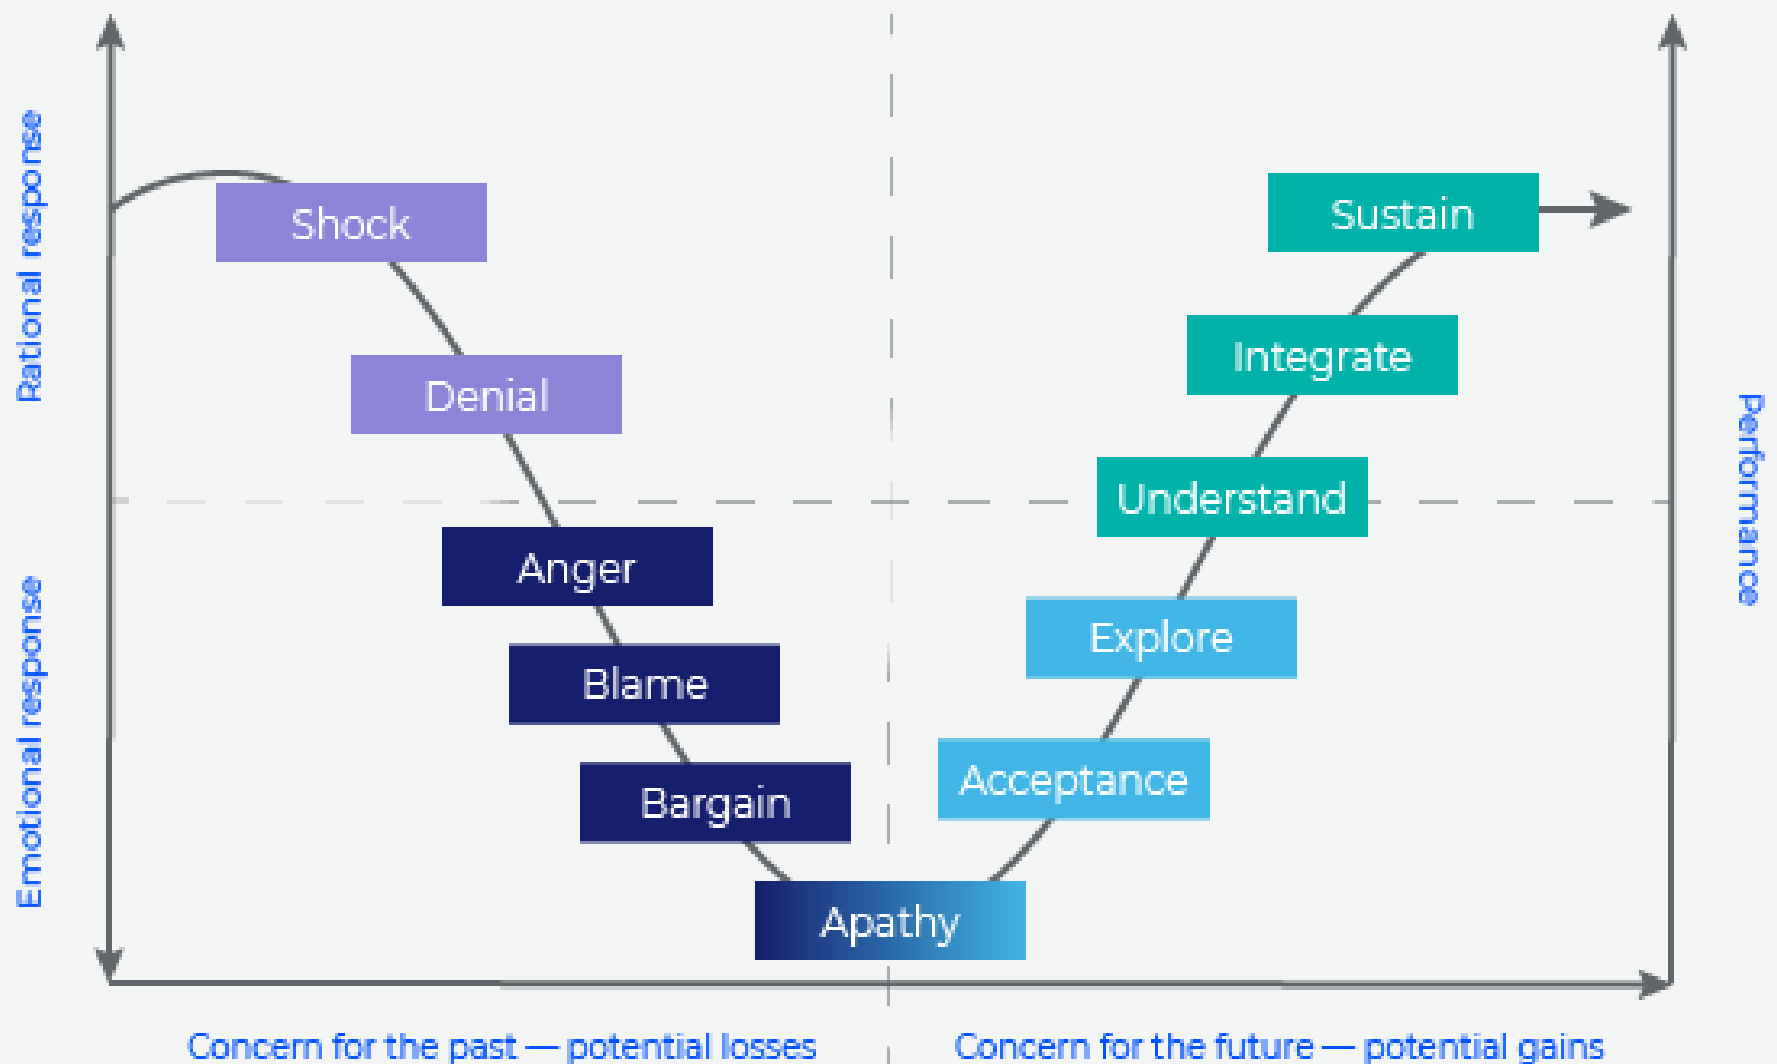 Rational response
Emotional response
Shock
Denial
Anger
Blame
Bargain
Apathy
Acceptance
Explore
Understand
Integrate
Sustain
Performance
Concern for the past — potential losses
Concern for the future — potential gains